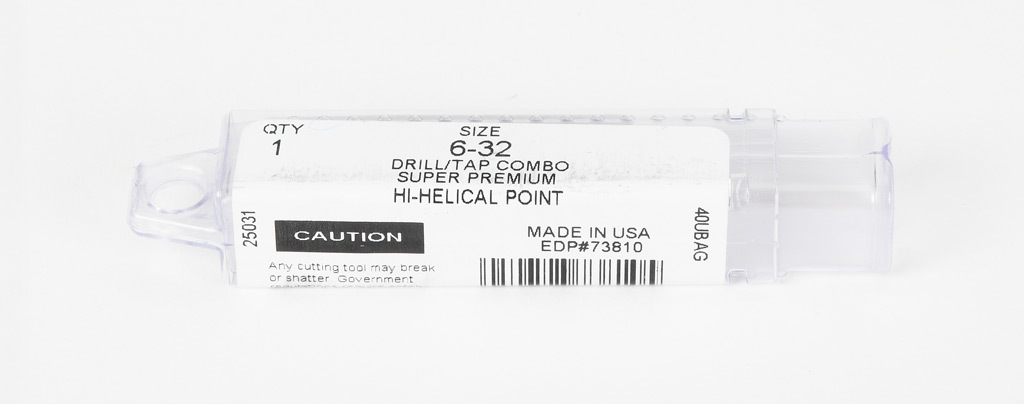 QTY
1
SIZE
6-32
DRILL/TAP COMBO
SUPER PREMIUM
HI-HELICAL POINT
25031
CAUTION
Any cutting tool may break
or shatter. Government
MADE IN USA
EDP#73810
40UBAG